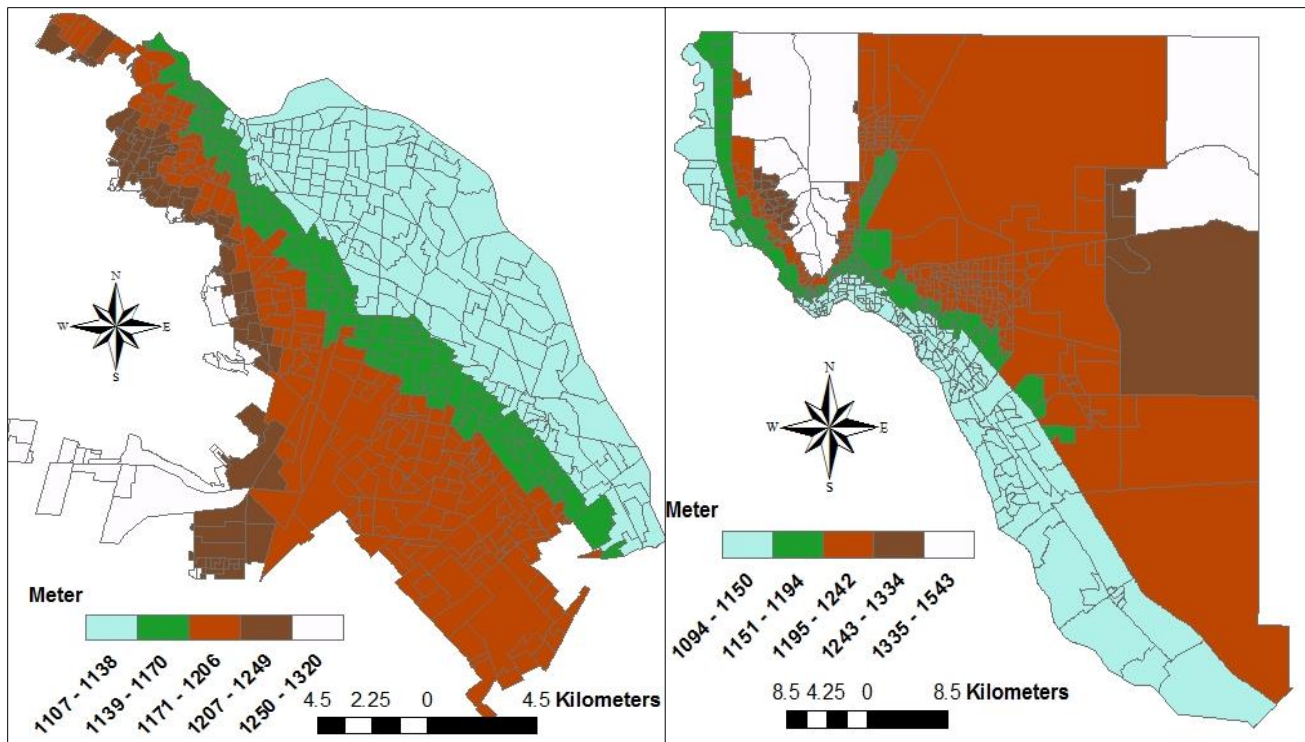 N
W E
S
Meter
1107 - 1138
1139 - 1170
1171 - 1206
1207 - 1249
1250 - 1320
4.5 2.25 0 4.5 Kilometers
N
W E
S
Meter
1094 - 1150
1151 - 1194
1195 - 1242
1243 - 1334
1335 - 1543
8.5 4.25 0 8.5 Kilometers